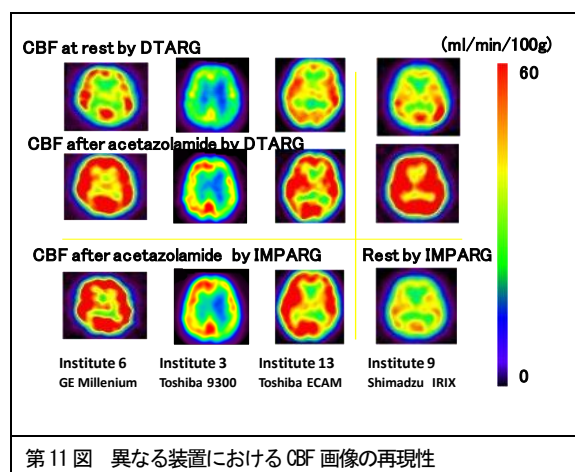 CBF at rest by DTARG
(ml/min/100g)
60
CBF after acetazolamide by DTARG
CBF after acetazolamide by IMPARG
Rest by IMPARG
0
Institute 6
GE Millenium
Institute 3
Toshiba 9300
Institute 13
Toshiba ECAM
Institute 9
Shimadzu IRIX
第11図 異なる装置におけるCBF画像の再現性